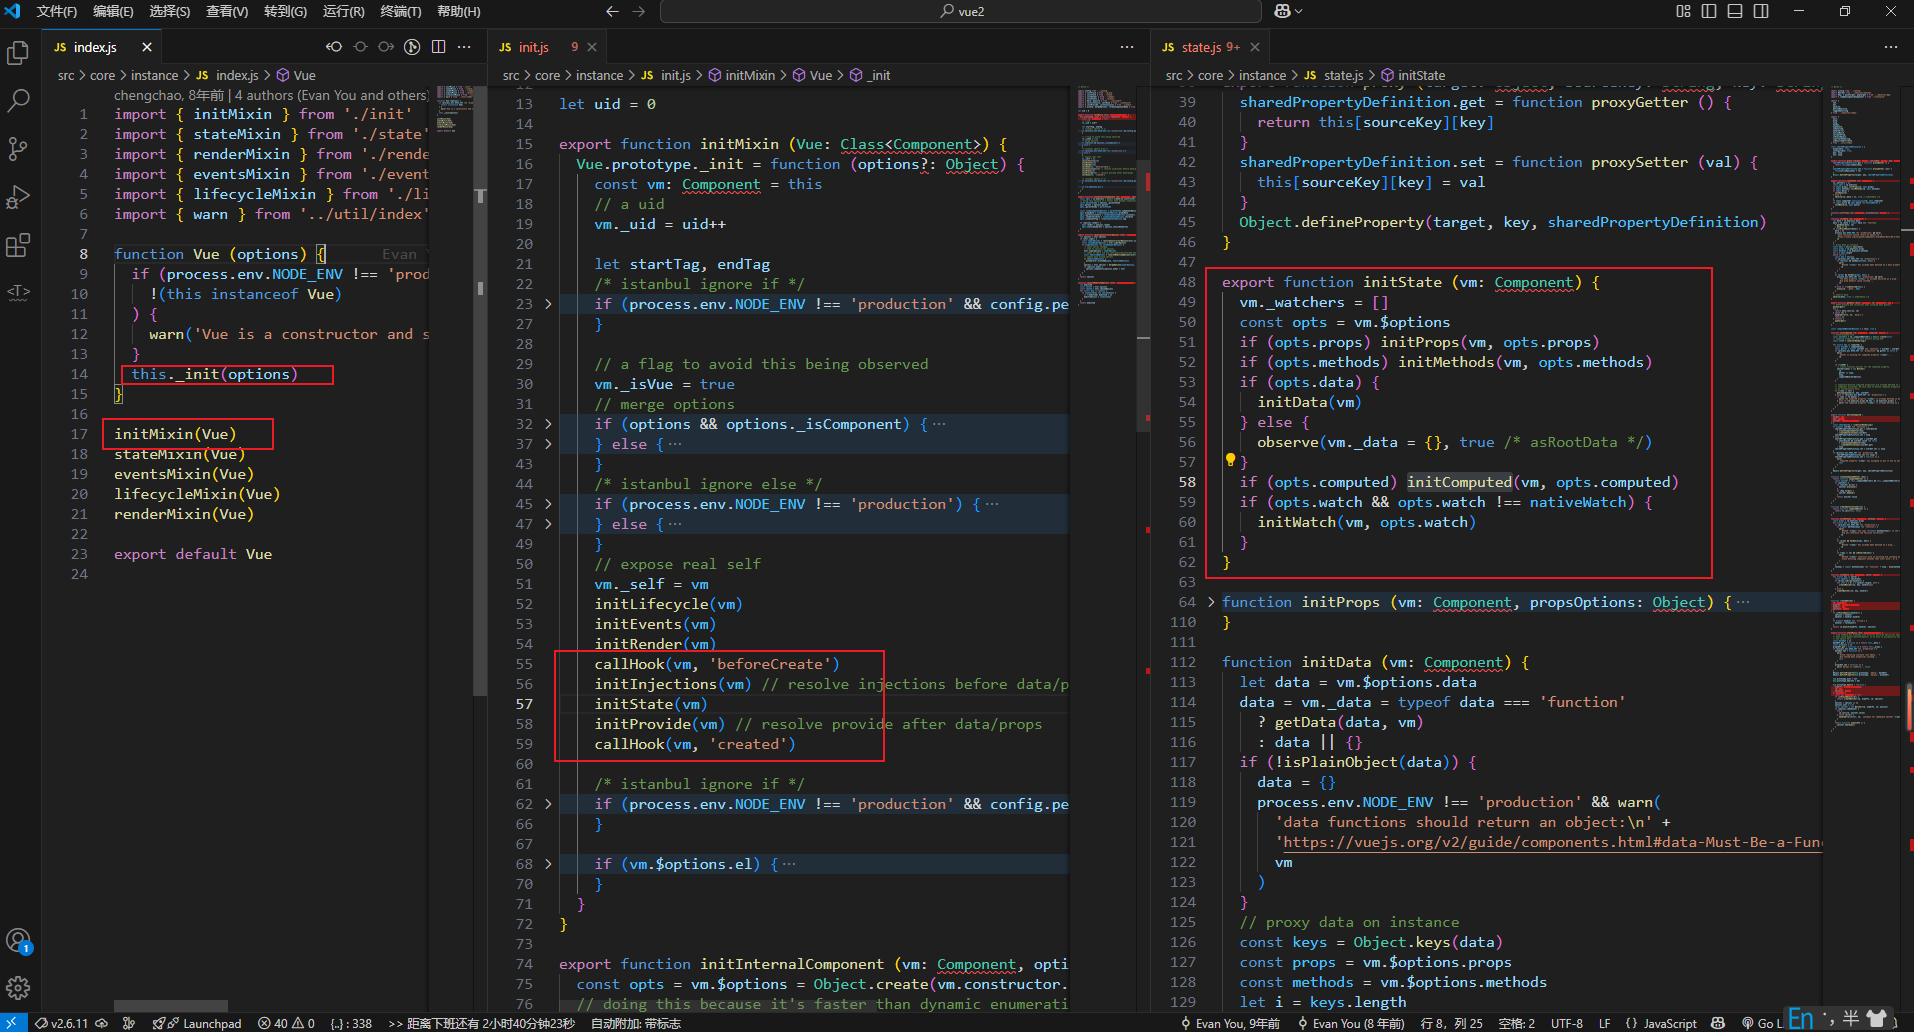 文件(F) 编辑(E) 选择(S) 查看(V) 转到(G) 运行(R) 终端(T) 帮助(H) vue2
JS index.js
src > core > instance > JS index.js > Vue
chengchao, 8年前 | 4 authors (Evan You and others)
1 import { initMixin } from './init'
2 import { stateMixin } from './state'
3 import { renderMixin } from './rende
4 import { eventsMixin } from './event
5 import { lifecycleMixin } from './li
6 import { warn } from '../util/index'
7
8 function Vue (options) { Evan
9 if (process.env.NODE_ENV !== 'prod
10 !(this instanceof Vue)
11 ) {
12 warn('Vue is a constructor and s
13 }
14 this._init(options)
15 }
16
17 initMixin(Vue)
18 stateMixin(Vue)
19 eventsMixin(Vue)
20 lifecycleMixin(Vue)
21 renderMixin(Vue)
22
23 export default Vue
24
JS init.js 9
src > core > instance > JS init.js > initMixin > Vue > _init
12
13 let uid = 0
14
15 export function initMixin (Vue: Class<Component>) {
16 Vue.prototype._init = function (options?: Object) {
17 const vm: Component = this
18 // a uid
19 vm._uid = uid++
20
21 let startTag, endTag
22 /* istanbul ignore if */
23 if (process.env.NODE_ENV !== 'production' && config.pe
27 }
28
29 // a flag to avoid this being observed
30 vm._isVue = true
31 // merge options
32 if (options && options._isComponent) { ···
37 } else { ···
43 }
44 /* istanbul ignore else */
45 if (process.env.NODE_ENV !== 'production') { ···
47 } else { ···
49 }
50 // expose real self
51 vm._self = vm
52 initLifecycle(vm)
53 initEvents(vm)
54 initRender(vm)
55 callHook(vm, 'beforeCreate')
56 initInjections(vm) // resolve injections before data/p
57 initState(vm)
58 initProvide(vm) // resolve provide after data/props
59 callHook(vm, 'created')
60
61 /* istanbul ignore if */
62 if (process.env.NODE_ENV !== 'production' && config.pe
66 }
67
68 if (vm.$options.el) { ···
70 }
71 }
72 }
73
74 export function initInternalComponent (vm: Component, opti
75 const opts = vm.$options = Object.create(vm.constructor.
76 // doing this because it's faster than dynamic enumerati
JS state.js 9+
src > core > instance > JS state.js > initState
39 sharedPropertyDefinition.get = function proxyGetter () {
40 return this[sourceKey][key]
41 }
42 sharedPropertyDefinition.set = function proxySetter (val) {
43 this[sourceKey][key] = val
44 }
45 Object.defineProperty(target, key, sharedPropertyDefinition)
46 }
47
48 export function initState (vm: Component) {
49 vm._watchers = []
50 const opts = vm.$options
51 if (opts.props) initProps(vm, opts.props)
52 if (opts.methods) initMethods(vm, opts.methods)
53 if (opts.data) {
54 initData(vm)
55 } else {
56 observe(vm._data = {}, true /* asRootData */)
57 }
58 if (opts.computed) initComputed(vm, opts.computed)
59 if (opts.watch && opts.watch !== nativeWatch) {
60 initWatch(vm, opts.watch)
61 }
62 }
63
64 function initProps (vm: Component, propsOptions: Object) { ···
110 }
111
112 function initData (vm: Component) {
113 let data = vm.$options.data
114 data = vm._data = typeof data === 'function'
115 ? getData(data, vm)
116 : data || {}
117 if (!isPlainObject(data)) {
118 data = {}
119 process.env.NODE_ENV !== 'production' && warn(
120 'data functions should return an object:\n' +
121 'https://vuejs.org/v2/guide/components.html#data-Must-Be-a-Fun
122 vm
123 )
124 }
125 // proxy data on instance
126 const keys = Object.keys(data)
127 const props = vm.$options.props
128 const methods = vm.$options.methods
129 let i = keys.length
1
v2.6.11 Launchpad 40 0 {..} : 338 >> 距离下班还有 2小时40分钟23秒 自动附加: 带标志 Evan You, 9年前 Evan You (8 年前) 行 8，列 25 空格: 2 UTF-8 LF {} JavaScript Go Li
En 半